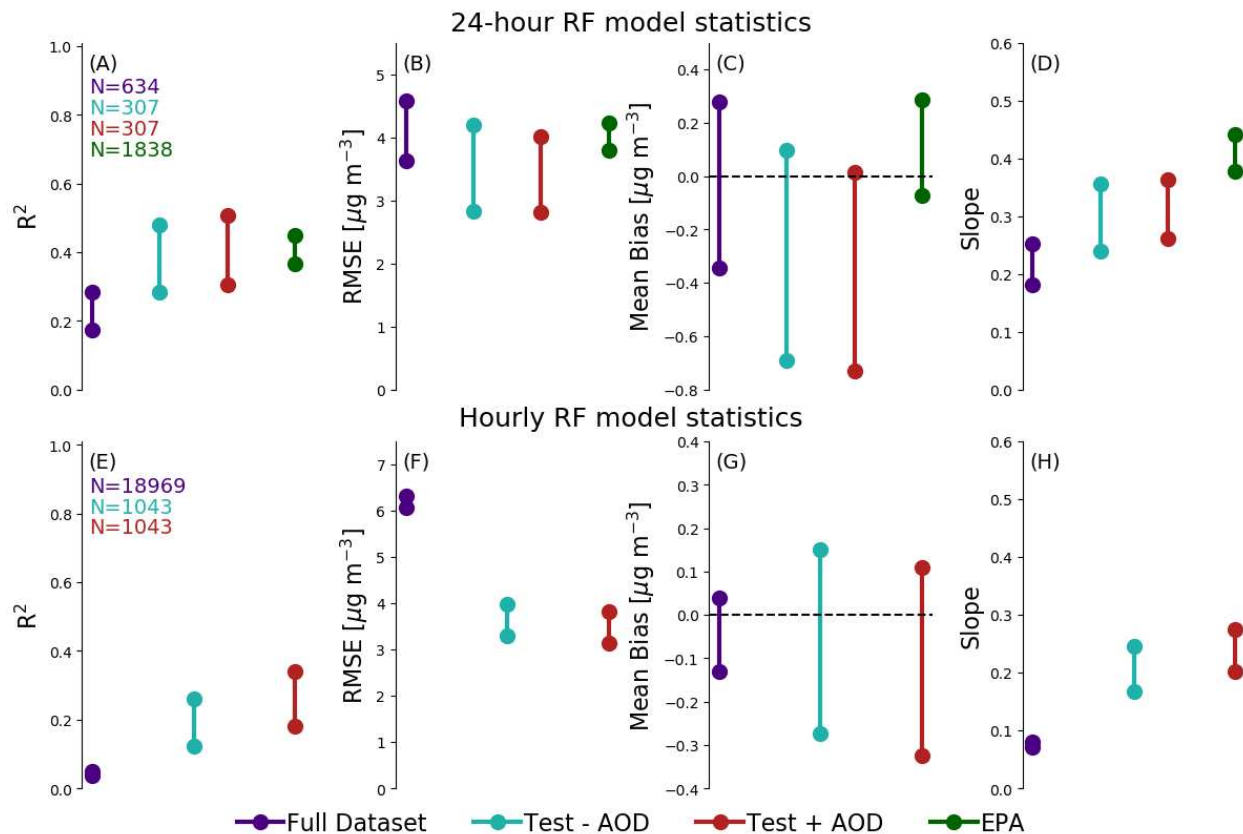 24-hour RF model statistics
(A)
N=634
N=307
N=307
N=1838
R²
1.0
0.8
0.6
0.4
0.2
0.0
(B)
RMSE [μg m⁻³]
5
4
3
2
1
0
(C)
Mean Bias [μg m⁻³]
0.4
0.2
0.0
−0.2
−0.4
−0.6
−0.8
(D)
Slope
0.6
0.5
0.4
0.3
0.2
0.1
0.0
Hourly RF model statistics
(E)
N=18969
N=1043
N=1043
R²
1.0
0.8
0.6
0.4
0.2
0.0
(F)
RMSE [μg m⁻³]
7
6
5
4
3
2
1
0
(G)
Mean Bias [μg m⁻³]
0.4
0.3
0.2
0.1
0.0
−0.1
−0.2
−0.3
−0.4
(H)
Slope
0.6
0.5
0.4
0.3
0.2
0.1
0.0
Full Dataset
Test - AOD
Test + AOD
EPA